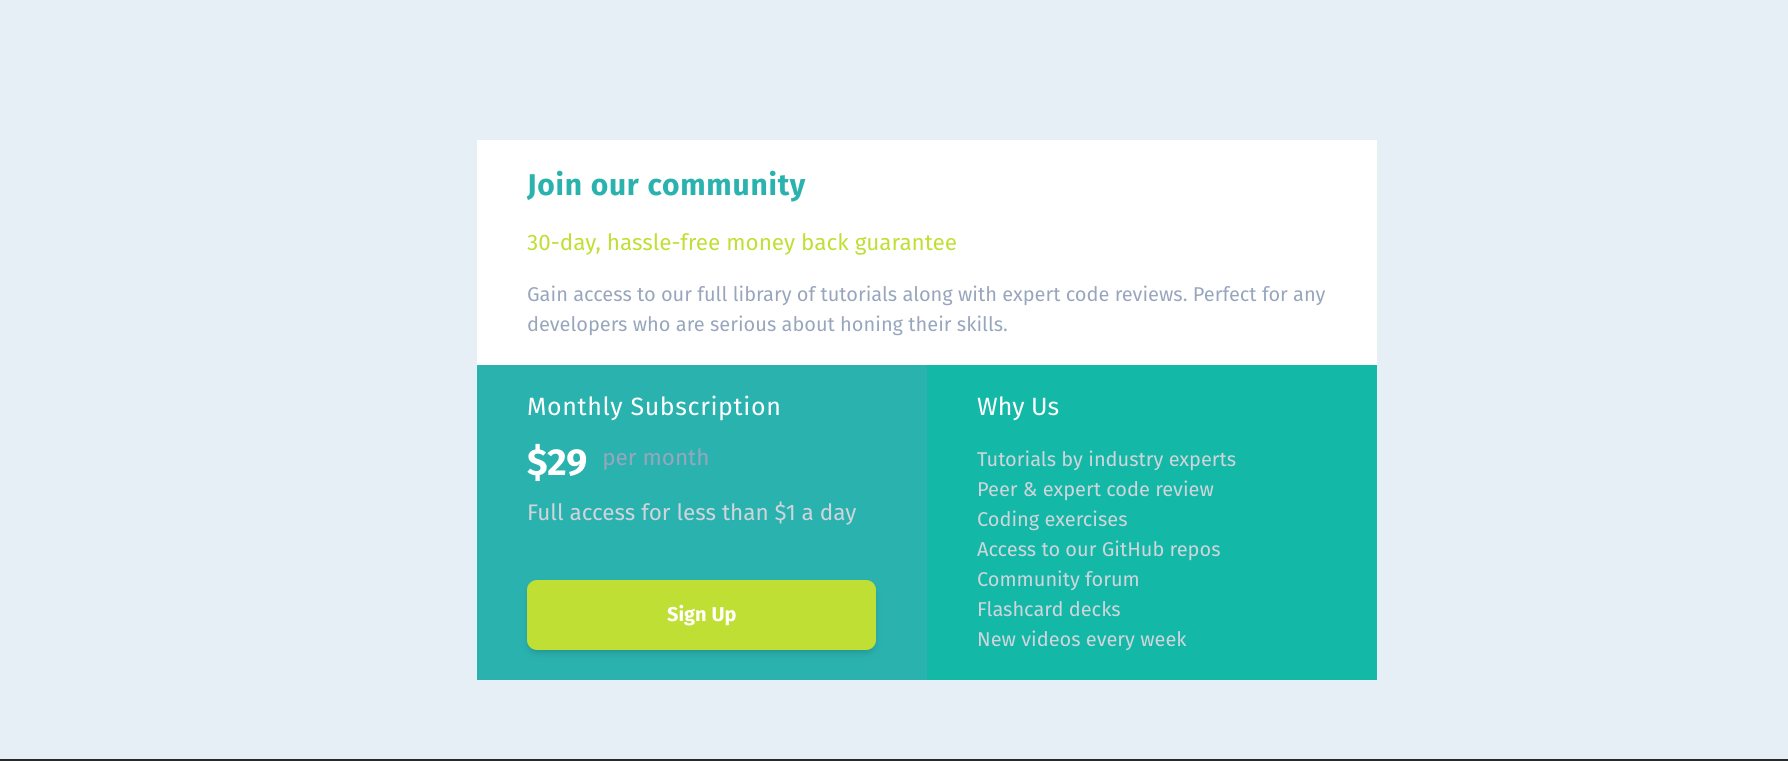 Join our community
30-day, hassle-free money back guarantee
Gain access to our full library of tutorials along with expert code reviews. Perfect for any
developers who are serious about honing their skills.
Monthly Subscription
$29 per month
Full access for less than $1 a day
Sign Up
Why Us
Tutorials by industry experts
Peer & expert code review
Coding exercises
Access to our GitHub repos
Community forum
Flashcard decks
New videos every week